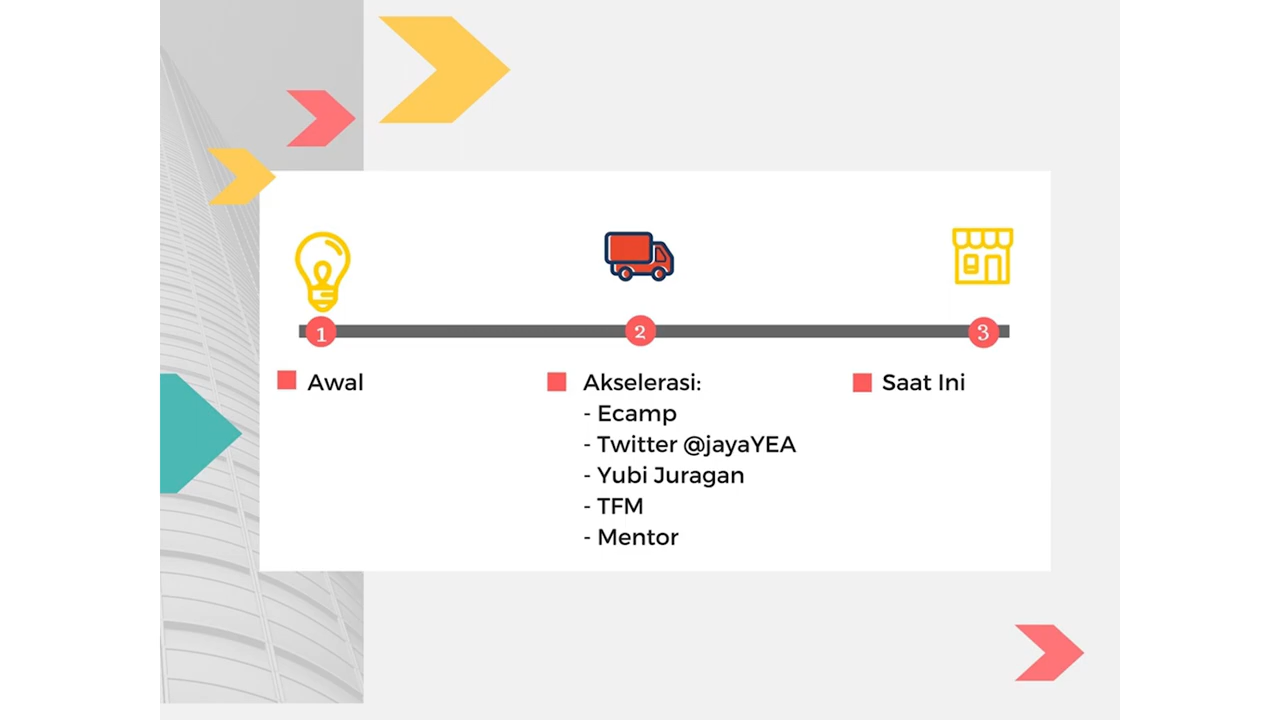 1
2
3
Awal
Akselerasi:
- Ecamp
- Twitter @jayaYEA
- Yubi Juragan
- TFM
- Mentor
Saat Ini